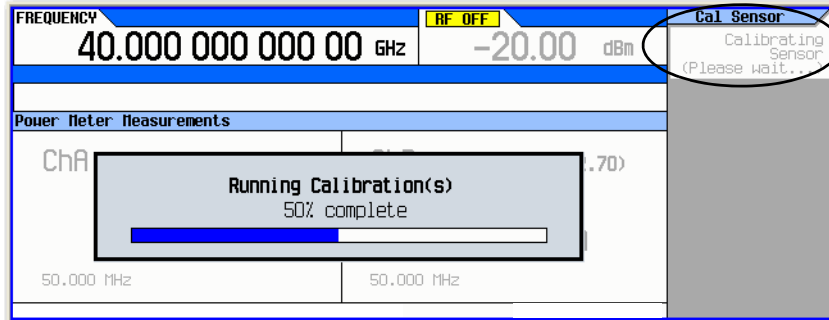 FREQUENCY
40.000 000 000 00 GHz
RF OFF
-20.00 dBm
Cal Sensor
Calibrating
Sensor
(Please wait...)
Power Meter Measurements
ChA
.70)
Running Calibration(s)
50% complete
50.000 MHz
50.000 MHz